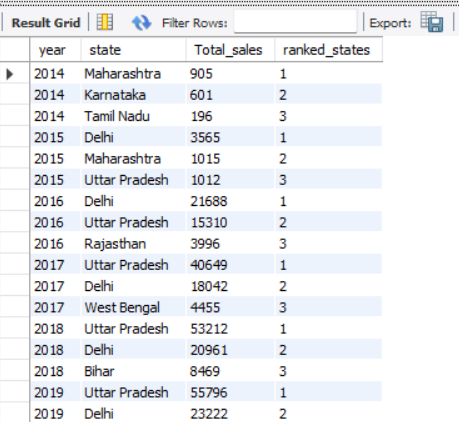 Result Grid Filter Rows: Export:
year state Total_sales ranked_states
2014 Maharashtra 905 1
2014 Karnataka 601 2
2014 Tamil Nadu 196 3
2015 Delhi 3565 1
2015 Maharashtra 1015 2
2015 Uttar Pradesh 1012 3
2016 Delhi 21688 1
2016 Uttar Pradesh 15310 2
2016 Rajasthan 3996 3
2017 Uttar Pradesh 40649 1
2017 Delhi 18042 2
2017 West Bengal 4455 3
2018 Uttar Pradesh 53212 1
2018 Delhi 20961 2
2018 Bihar 8469 3
2019 Uttar Pradesh 55796 1
2019 Delhi 23222 2